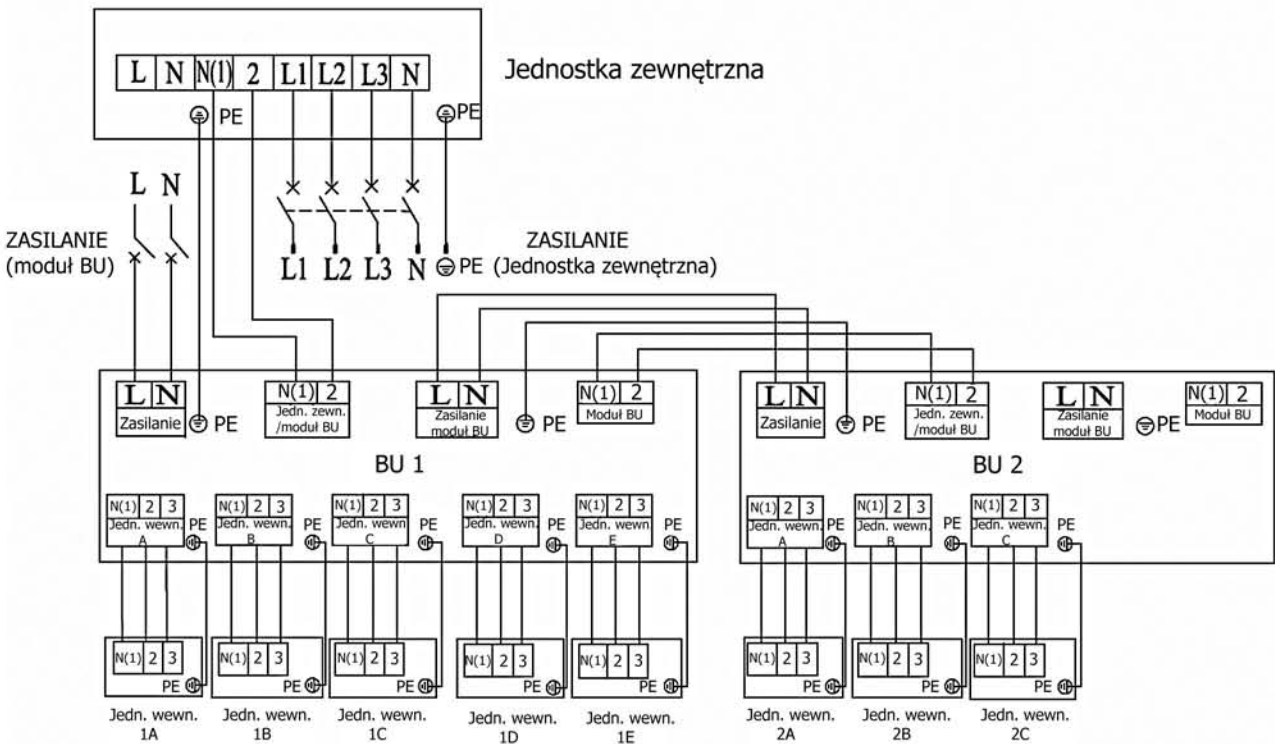 L N N(1) 2 L1 L2 L3 N
Jednostka zewnętrzna
PE PE
L N
ZASILANIE
(moduł BU)
ZASILANIE
L1 L2 L3 N PE (Jednostka zewnętrzna)
L N
Zasilanie
PE
N(1) 2
Jedn. zewn.
/moduł BU
L N
Zasilanie
moduł BU
PE
N(1) 2
Moduł BU
BU 1
N(1) 2 3
Jedn. wewn.
A
PE
N(1) 2 3
Jedn. wewn.
B
PE
N(1) 2 3
Jedn. wewn
C
PE
N(1) 2 3
Jedn. wewn.
D
PE
N(1) 2 3
Jedn. wewn.
E
PE
L N
Zasilanie
PE
N(1) 2
Jedn. zewn.
/moduł BU
L N
Zasilanie
moduł BU
PE
N(1) 2
Moduł BU
BU 2
N(1) 2 3
Jedn. wewn.
A
PE
N(1) 2 3
Jedn. wewn.
B
PE
N(1) 2 3
Jedn. wewn.
C
PE
N(1) 2 3
PE
Jedn. wewn.
1A
N(1) 2 3
PE
Jedn. wewn.
1B
N(1) 2 3
PE
Jedn. wewn.
1C
N(1) 2 3
PE
Jedn. wewn.
1D
N(1) 2 3
PE
Jedn. wewn.
1E
N(1) 2 3
PE
Jedn. wewn.
2A
N(1) 2 3
PE
Jedn. wewn.
2B
N(1) 2 3
PE
Jedn. wewn.
2C